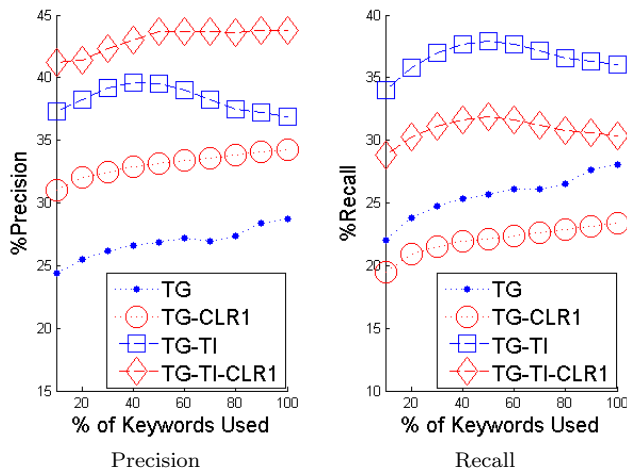 45
40
35
30
25
20
15
%Precision
20 40 60 80 100
% of Keywords Used
TG
TG-CLR1
TG-TI
TG-TI-CLR1
Precision
40
35
30
25
20
15
10
%Recall
20 40 60 80 100
% of Keywords Used
TG
TG-CLR1
TG-TI
TG-TI-CLR1
Recall